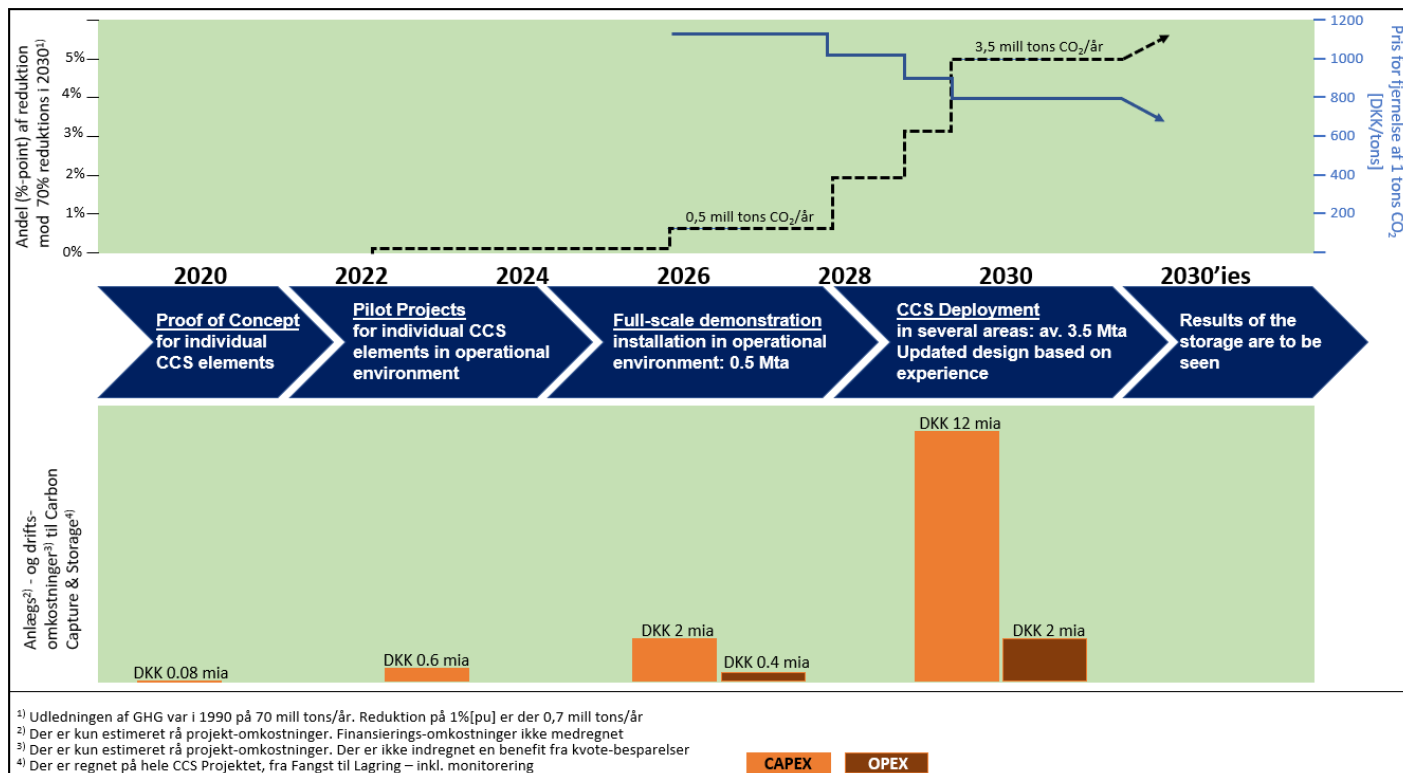 Andel (%-point) af reduktion
mod 70% reduktions i 2030¹⁾
5%
4%
3%
2%
1%
0%
3,5 mill tons CO₂/år
0,5 mill tons CO₂/år
1200
1000
800
600
400
200
Pris for fjernelse af 1 tons CO₂
[DKK/tons]
2020
2022
2024
2026
2028
2030
2030'ies
Proof of Concept
for individual
CCS elements
Pilot Projects
for individual CCS
elements in operational
environment
Full-scale demonstration
installation in operational
environment: 0.5 Mta
CCS Deployment
in several areas: av. 3.5 Mta
Updated design based on
experience
Results of the
storage are to be
seen
Anlægs²⁾ - og drifts-
omkostninger³⁾ til Carbon
Capture & Storage⁴⁾
DKK 0.08 mia
DKK 0.6 mia
DKK 2 mia
DKK 0.4 mia
DKK 12 mia
DKK 2 mia
¹⁾ Udledningen af GHG var i 1990 på 70 mill tons/år. Reduktion på 1%[pu] er der 0,7 mill tons/år
²⁾ Der er kun estimeret rå projekt-omkostninger. Finansierings-omkostninger ikke medregnet
³⁾ Der er kun estimeret rå projekt-omkostninger. Der er ikke indregnet en benefit fra kvote-besparelser
⁴⁾ Der er regnet på hele CCS Projektet, fra Fangst til Lagring – inkl. monitorering
CAPEX
OPEX